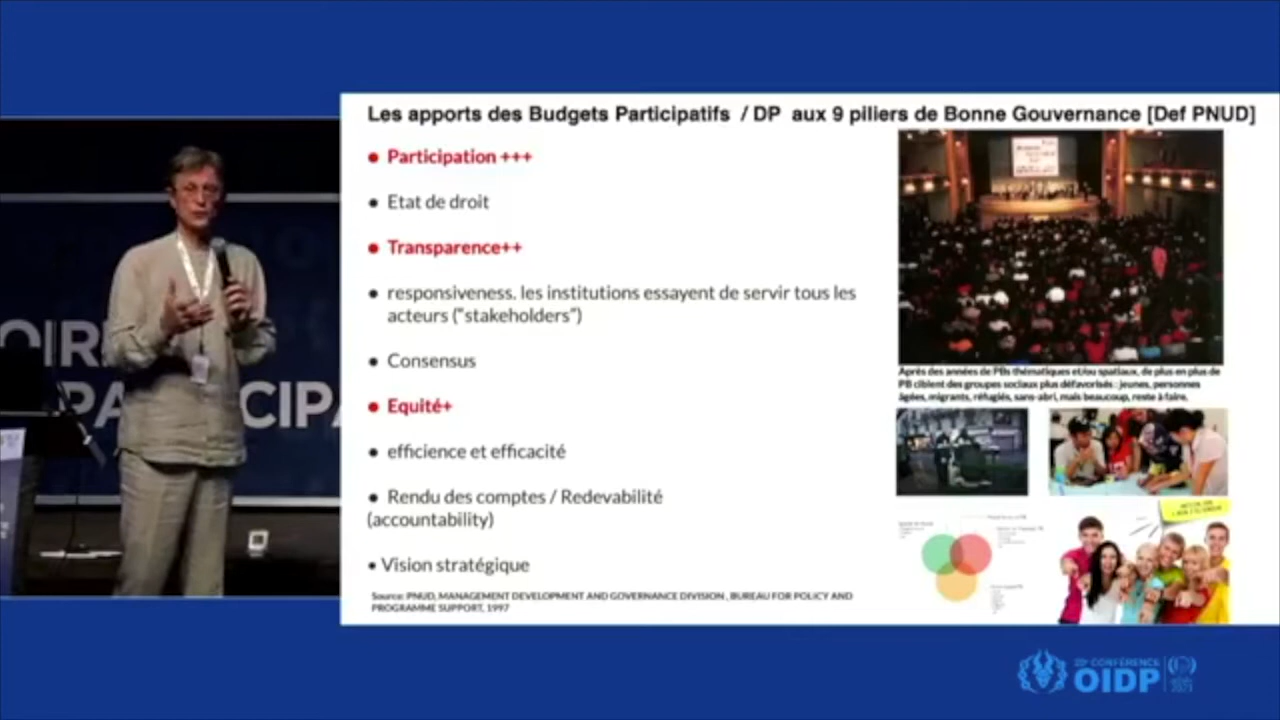 Les apports des Budgets Participatifs / DP aux 9 piliers de Bonne Gouvernance [Def PNUD]
• Participation +++
• Etat de droit
• Transparence++
• responsiveness. les institutions essayent de servir tous les
acteurs ("stakeholders")
• Consensus
• Equité+
• efficience et efficacité
• Rendu des comptes / Redevabilité
(accountability)
• Vision stratégique
Source: PNUD, MANAGEMENT DEVELOPMENT AND GOVERNANCE DIVISION , BUREAU FOR POLICY AND
PROGRAMME SUPPORT, 1997
Après des années de PBs thématiques et/ou spatiaux, de plus en plus de
PB ciblent des groupes sociaux plus défavorisés : jeunes, personnes
âgées, migrants, réfugiés, sans-abri, mais beaucoup, reste à faire.
OIRE
PA CIPA
CONFÉRENCE
OIDP